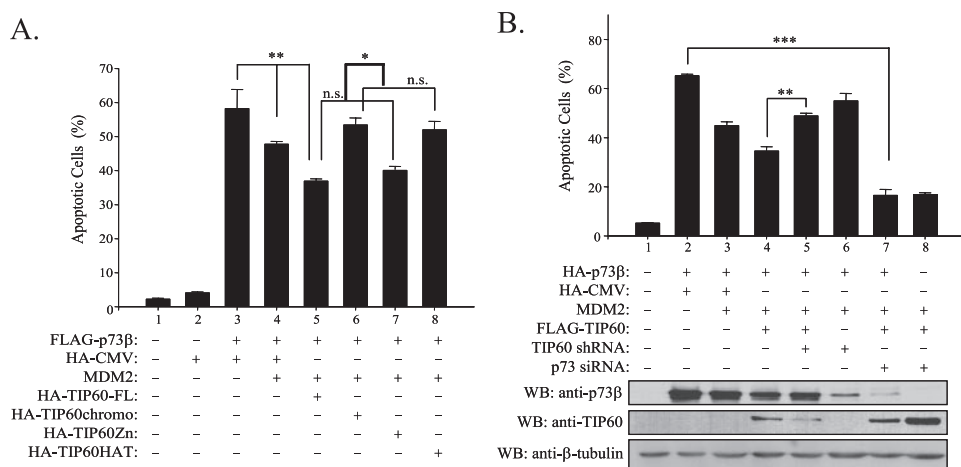 A.
Apoptotic Cells (%)
70
60
50
40
30
20
10
0
** * n.s. n.s.
1 2 3 4 5 6 7 8
FLAG-p73β: – – + + + + + +
HA-CMV: – + + + – – – –
MDM2: – – – + + + + +
HA-TIP60-FL: – – – – + – – –
HA-TIP60chromo: – – – – – + – –
HA-TIP60Zn: – – – – – – + –
HA-TIP60HAT: – – – – – – – +
B.
Apoptotic Cells (%)
80
60
40
20
0
***
**
1 2 3 4 5 6 7 8
HA-p73β: – + + + + + + –
HA-CMV: – + + – – – – –
MDM2: – – + + + + + +
FLAG-TIP60: – – – + + – + +
TIP60 shRNA: – – – – + + – –
p73 siRNA: – – – – – – + +
WB: anti-p73β
WB: anti-TIP60
WB: anti-β-tubulin